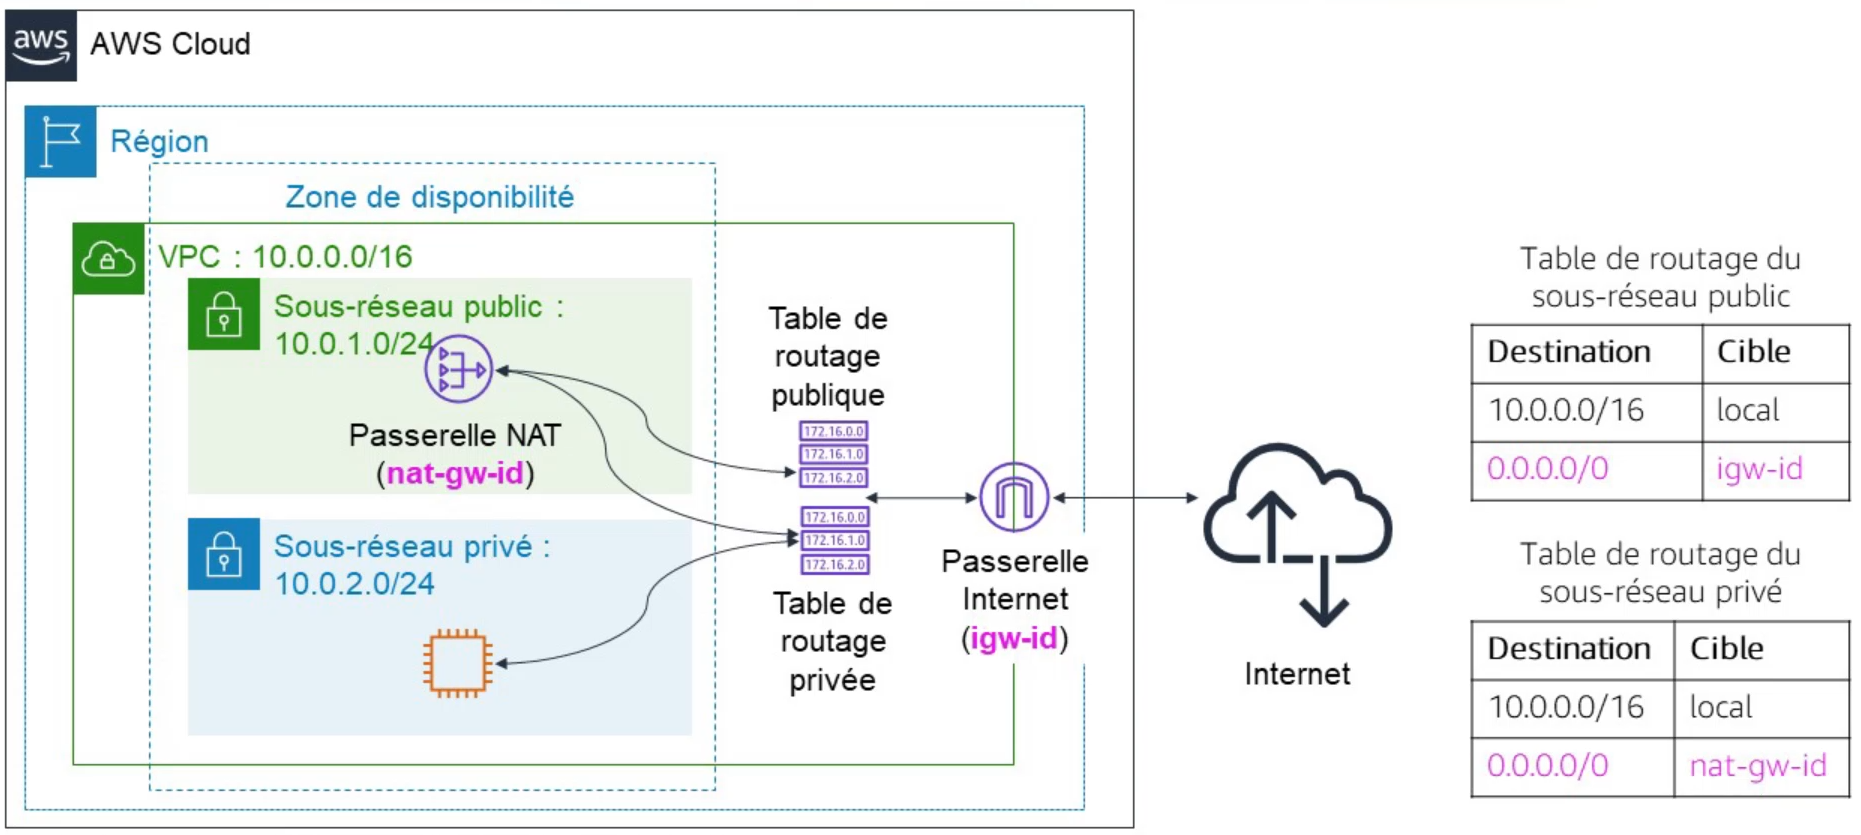 aws
AWS Cloud
Région
Zone de disponibilité
VPC : 10.0.0.0/16
Sous-réseau public :
10.0.1.0/24
Passerelle NAT
(nat-gw-id)
Sous-réseau privé :
10.0.2.0/24
Table de
routage
publique
172.16.0.0
172.16.1.0
172.16.2.0
172.16.0.0
172.16.1.0
172.16.2.0
Table de
routage
privée
Passerelle
Internet
(igw-id)
Internet
Table de routage du
sous-réseau public
Destination Cible
10.0.0.0/16 local
0.0.0.0/0 igw-id
Table de routage du
sous-réseau privé
Destination Cible
10.0.0.0/16 local
0.0.0.0/0 nat-gw-id